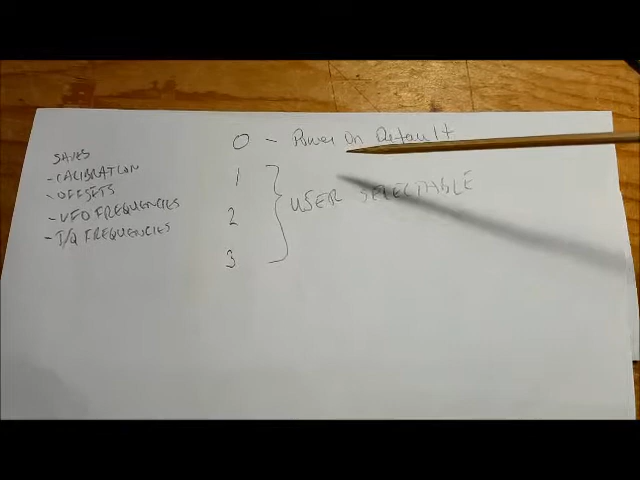 SAVES
- CALIBRATION
- OFFSETS
- VFO FREQUENCIES
- I/Q FREQUENCIES
0 - Power On Default
1
2
3
USER SELECTABLE